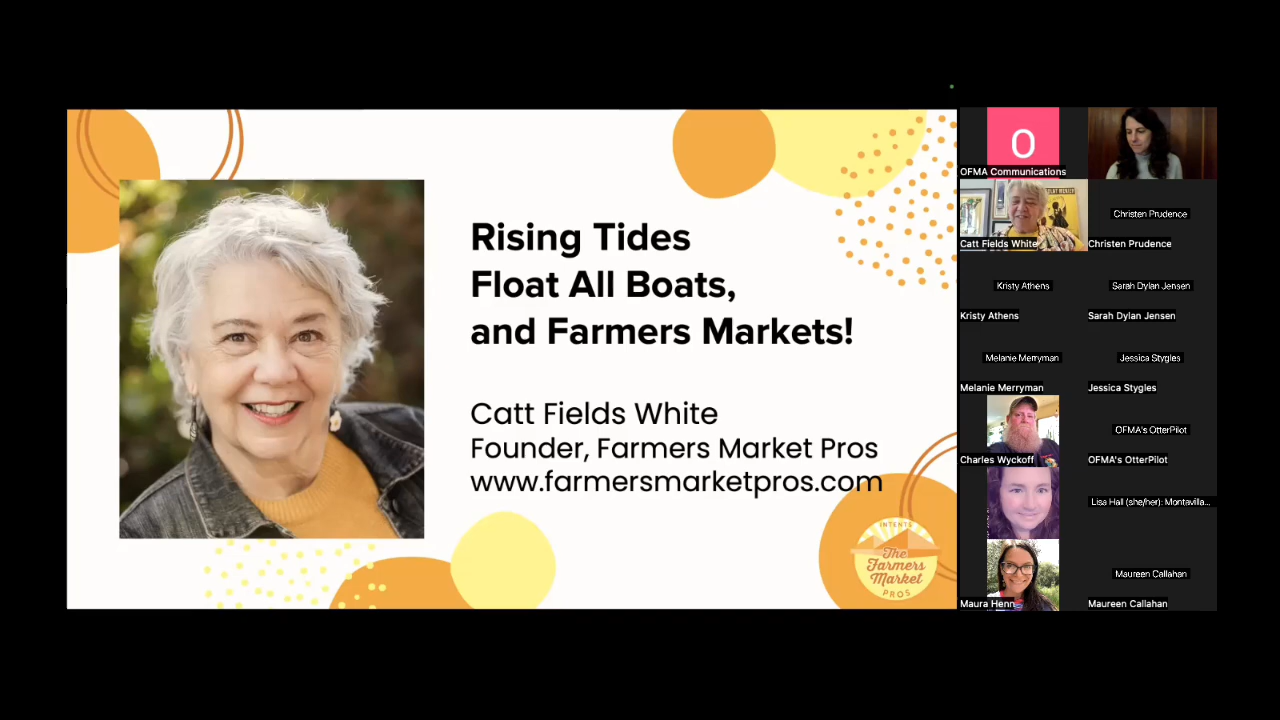 Rising Tides
Float All Boats,
and Farmers Markets!
Catt Fields White
Founder, Farmers Market Pros
www.farmersmarketpros.com
INTENTS
The
Farmers
Market
PROS
O
OFMA Communications
Catt Fields White
Christen Prudence
Christen Prudence
Kristy Athens
Kristy Athens
Sarah Dylan Jensen
Sarah Dylan Jensen
Melanie Merryman
Melanie Merryman
Jessica Stygles
Jessica Stygles
Charles Wyckoff
OFMA's OtterPilot
OFMA's OtterPilot
Lisa Hall (she/her): Montavilla...
Maura Henn
Maureen Callahan
Maureen Callahan